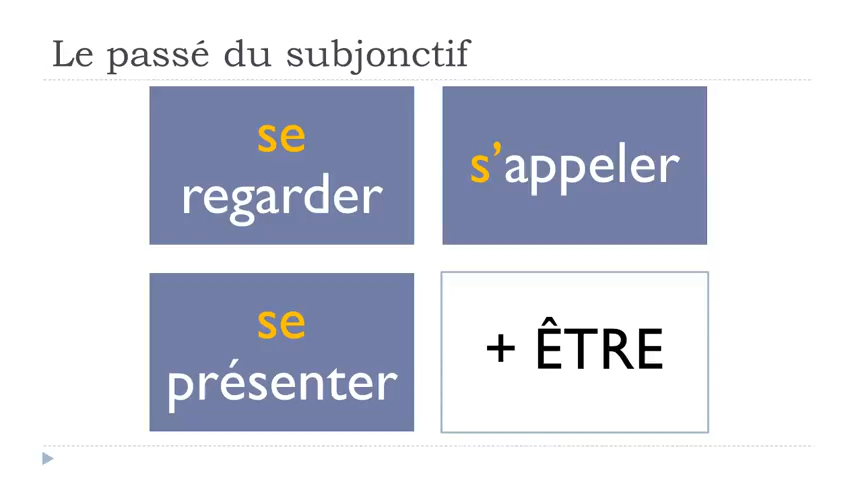 Le passé du subjonctif
se
regarder
s’appeler
se
présenter
+ ÊTRE